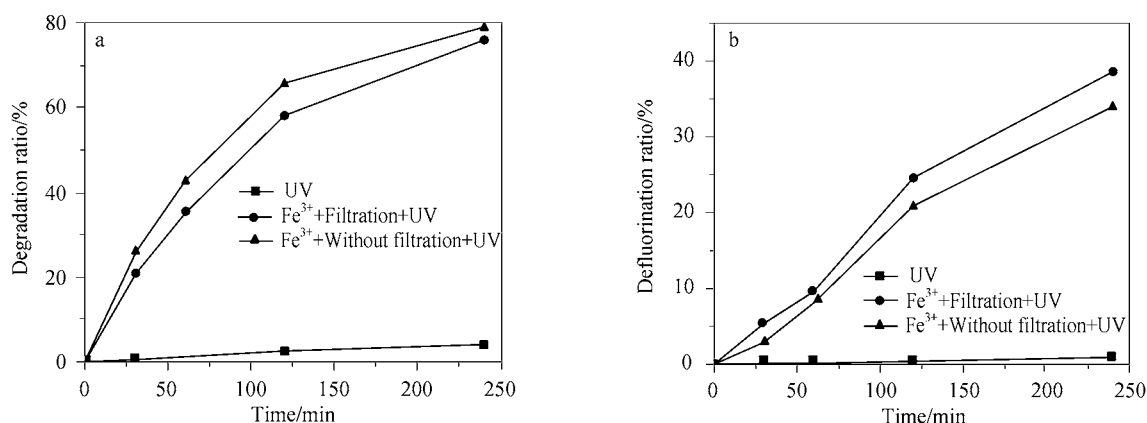 a
80
60
40
20
0
Degradation ratio/%
UV
Fe³⁺+Filtration+UV
Fe³⁺+Without filtration+UV
0 50 100 150 200 250
Time/min
b
40
30
20
10
0
Defluorination ratio/%
UV
Fe³⁺+Filtration+UV
Fe³⁺+Without filtration+UV
0 50 100 150 200 250
Time/min